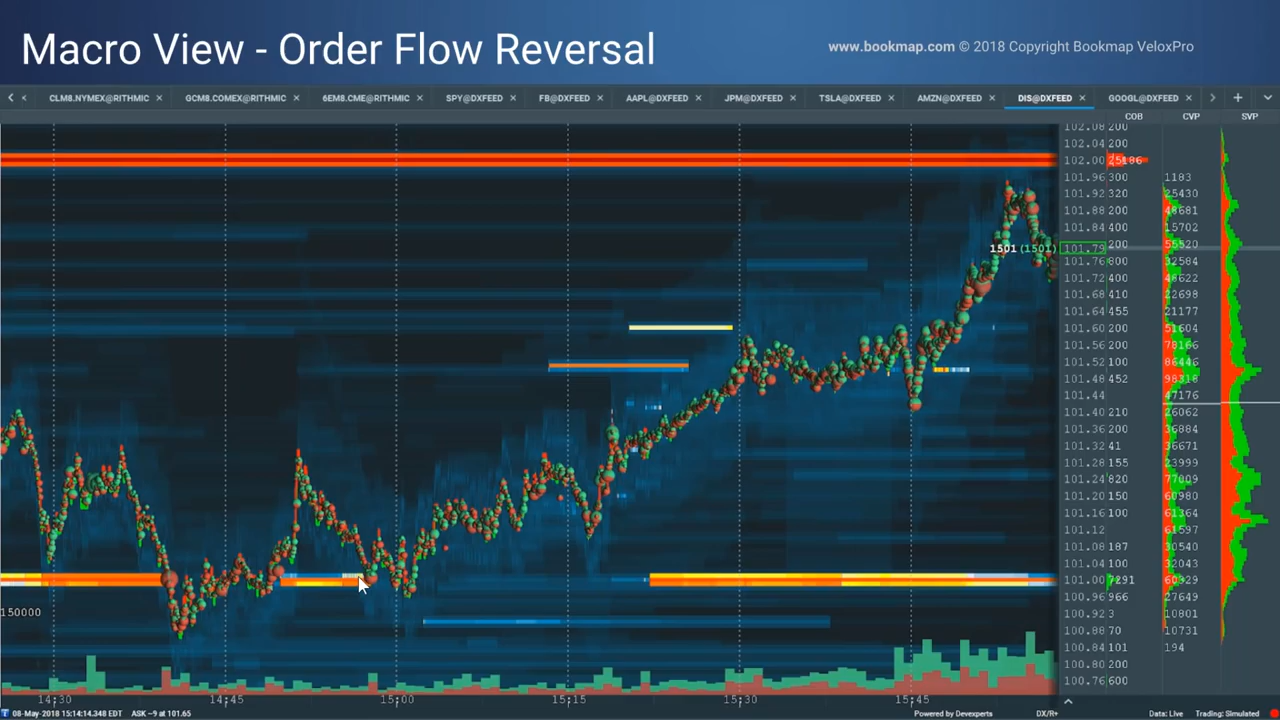 Macro View - Order Flow Reversal
www.bookmap.com © 2018 Copyright Bookmap VeloxPro
CLM8.NYMEX@RITHMIC GCM8.COMEX@RITHMIC 6EM8.CME@RITHMIC SPY@DXFEED FB@DXFEED AAPL@DXFEED JPM@DXFEED TSLA@DXFEED AMZN@DXFEED DIS@DXFEED GOOGL@DXFEED
COB CVP SVP
102.08 200
102.04 200
102.00 25186
101.96 300 1183
101.92 320 25430
101.88 200 48681
101.84 400 15702
1501 (1501) 101.79 200 55520
101.76 800 32584
101.72 400 48622
101.68 410 22698
101.64 455 21177
101.60 200 51604
101.56 200 78166
101.52 100 86446
101.48 452 98318
101.44 47176
101.40 210 26062
101.36 200 36884
101.32 41 36671
101.28 155 23999
101.24 820 77009
101.20 150 60980
101.16 100 61364
101.12 61597
101.08 187 30540
101.04 100 32043
101.00 7291 60929
100.96 966 27649
150000
100.92 3 10801
100.88 70 10731
100.84 101 194
100.80 200
100.76 600
14:30 14:45 15:00 15:15 15:30 15:45
08-May-2018 15:14:14.348 EDT ASK ~9 at 101.65 Powered by Devexperts DX/R+ Data: Live Trading: Simulated